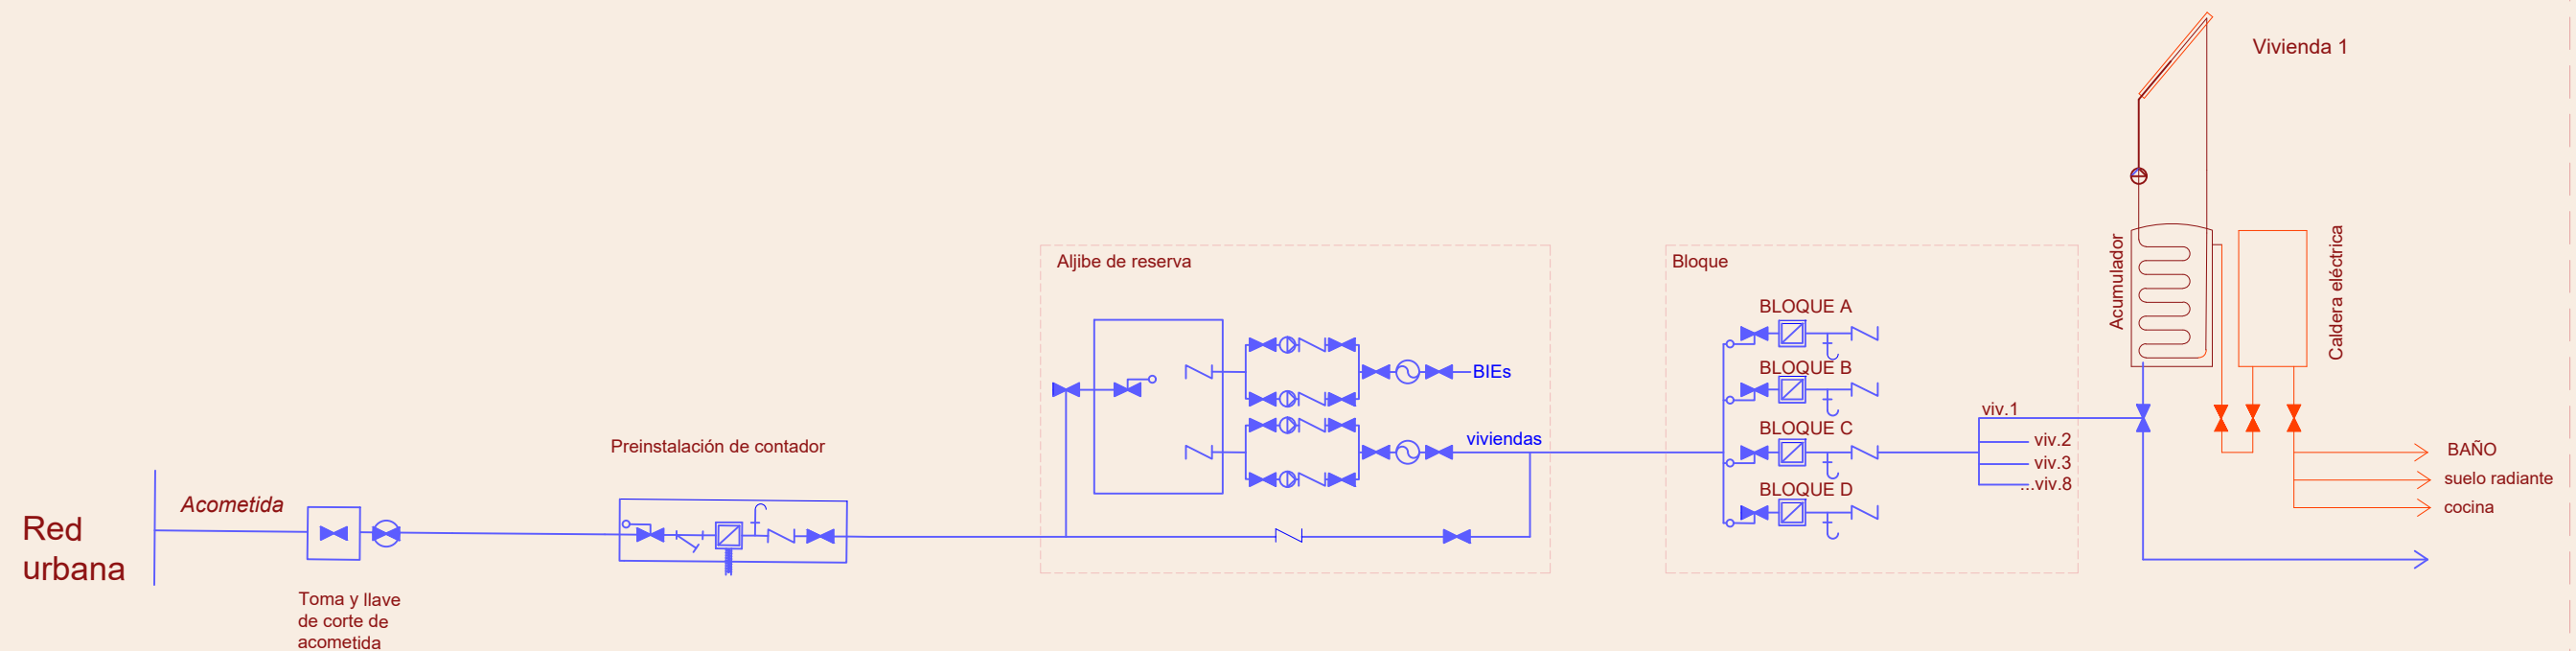 Vivienda 1
Acumulador
Caldera eléctrica
Aljibe de reserva
Bloque
BLOQUE A
BLOQUE B
BLOQUE C
BLOQUE D
BIEs
viviendas
viv.1
viv.2
viv.3
...viv.8
BAÑO
suelo radiante
cocina
Preinstalación de contador
Acometida
Red
urbana
Toma y llave
de corte de
acometida